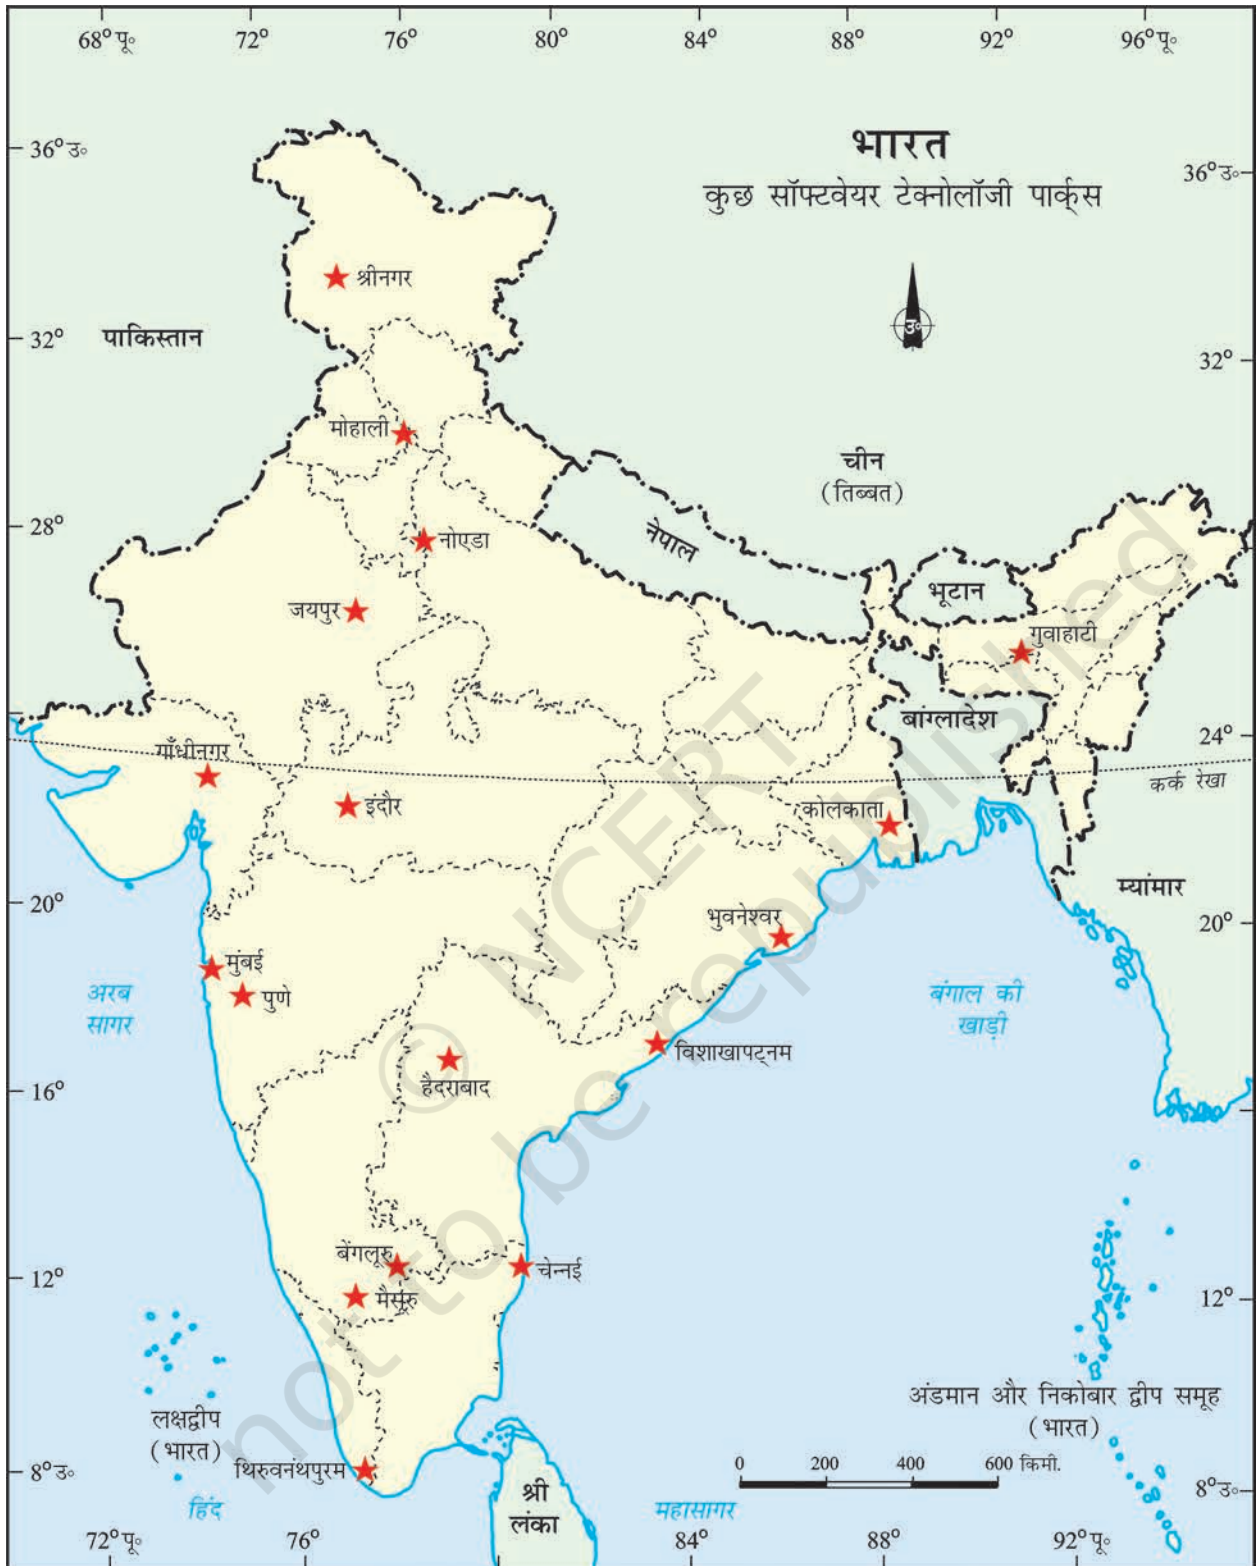 68° पू॰ 72° 76° 80° 84° 88° 92° 96° पू॰
भारत
कुछ सॉफ्टवेयर टेक्नोलॉजी पार्क्स
36° उ॰
36° उ॰
उ॰
श्रीनगर
पाकिस्तान
32°
32°
मोहाली
चीन
(तिब्बत)
28°
नोएडा
नेपाल
जयपुर
भूटान
गुवाहाटी
बांग्लादेश
24°
गाँधीनगर
कर्क रेखा
इंदौर
कोलकाता
म्यांमार
20°
20°
भुवनेश्वर
मुंबई
पुणे
अरब
सागर
बंगाल की
खाड़ी
विशाखापट्नम
हैदराबाद
16°
बेंगलूरु
चेन्नई
मैसूरु
12°
12°
लक्षद्वीप
(भारत)
अंडमान और निकोबार द्वीप समूह
(भारत)
थिरुवनंथपुरम
0 200 400 600 किमी.
8° उ॰
8° उ॰
श्री
लंका
हिंद
महासागर
72° पू॰ 76° 84° 88° 92° पू॰
© NCERT
not to be republished